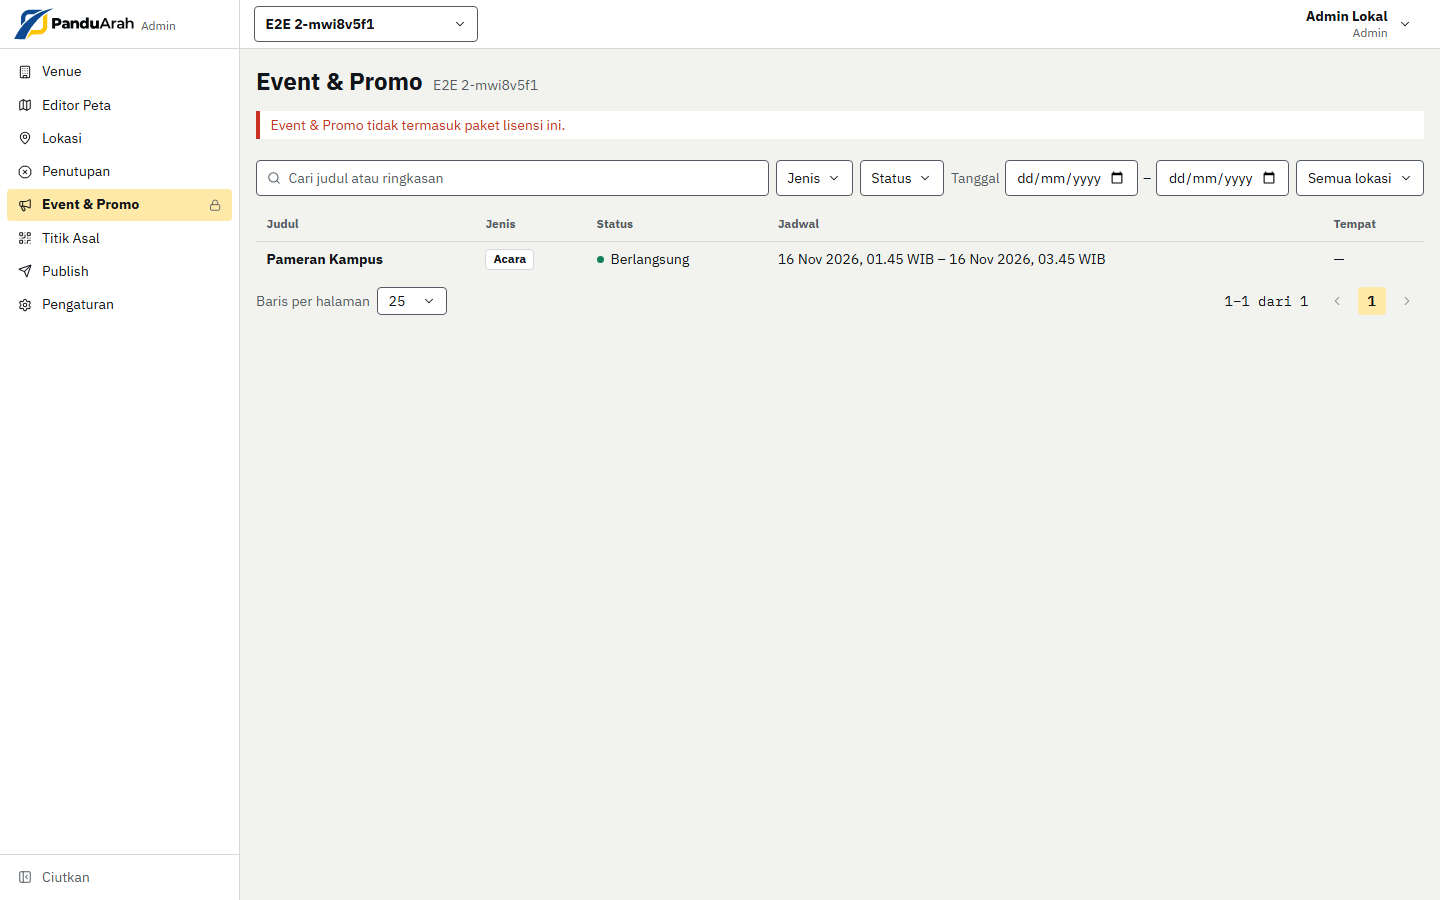 PanduArah Admin
E2E 2-mwi8v5f1
Admin Lokal
Admin
Venue
Editor Peta
Lokasi
Penutupan
Event & Promo
Titik Asal
Publish
Pengaturan
Ciutkan
Event & Promo E2E 2-mwi8v5f1
Event & Promo tidak termasuk paket lisensi ini.
Cari judul atau ringkasan Jenis Status Tanggal dd/mm/yyyy – dd/mm/yyyy Semua lokasi
Judul Jenis Status Jadwal Tempat
Pameran Kampus Acara Berlangsung 16 Nov 2026, 01.45 WIB – 16 Nov 2026, 03.45 WIB —
Baris per halaman 25 1–1 dari 1 1